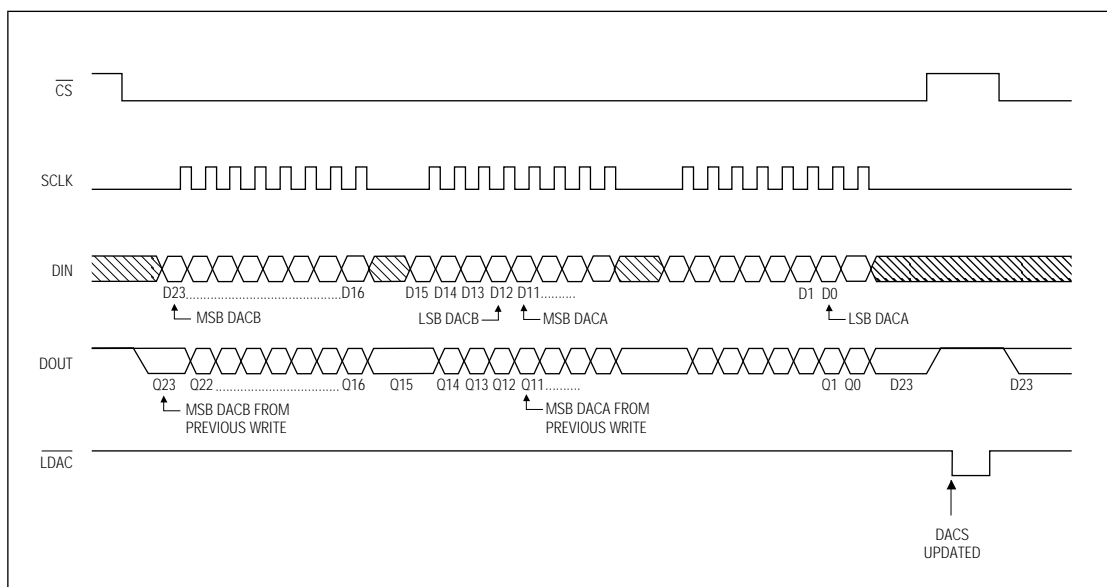 CS
SCLK
DIN
D23..........................................D16 D15 D14 D13 D12 D11..........D1 D0
MSB DACB LSB DACB MSB DACA LSB DACA
DOUT
Q23 Q22..................................Q16 Q15 Q14 Q13 Q12 Q11..........Q1 Q0 D23 D23
MSB DACB FROM
PREVIOUS WRITE
MSB DACA FROM
PREVIOUS WRITE
LDAC
DACS
UPDATED